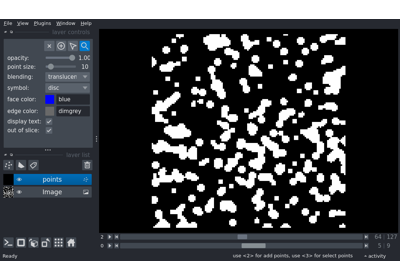 File View Plugins Window Help
layer controls
opacity: 1.00
point size: 10
blending: translucen
symbol: disc
face color: blue
edge color: dimgrey
display text:
out of slice:
layer list
points
Image
2 64 127
0 5 9
Ready use <2> for add points, use <3> for select points activity